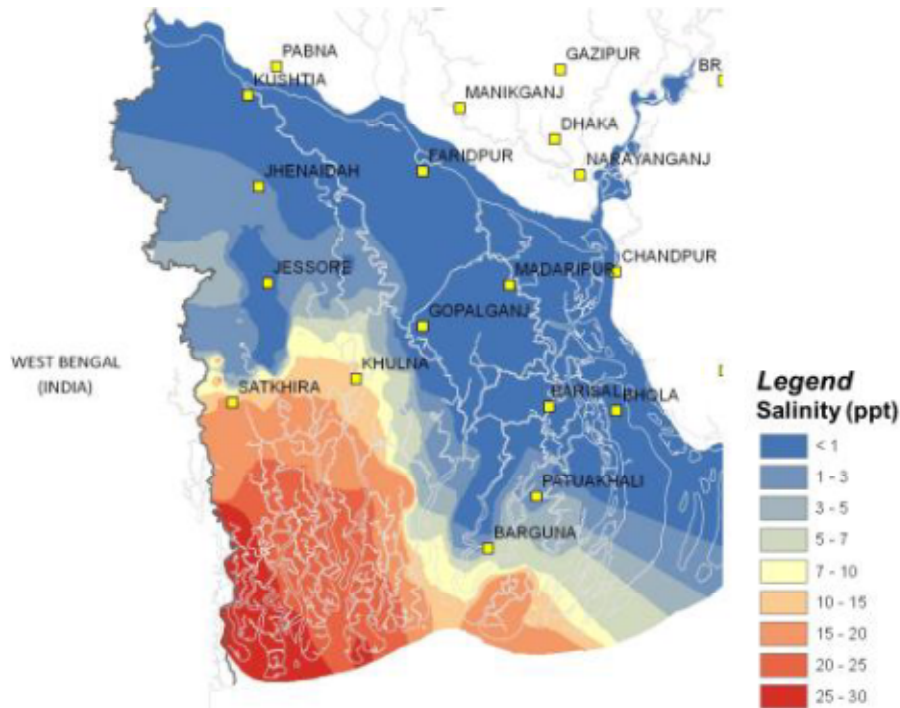 PABNA
GAZIPUR
BR
KUSHTIA
MANIKGANJ
DHAKA
FARIDPUR
NARAYANGANJ
JHENAIDAH
JESSORE
MADARIPUR
CHANDPUR
GOPALGANJ
WEST BENGAL
(INDIA)
KHULNA
SATKHIRA
BARISAL
BHOLA
PATUAKHALI
BARGUNA
Legend
Salinity (ppt)
< 1
1 - 3
3 - 5
5 - 7
7 - 10
10 - 15
15 - 20
20 - 25
25 - 30